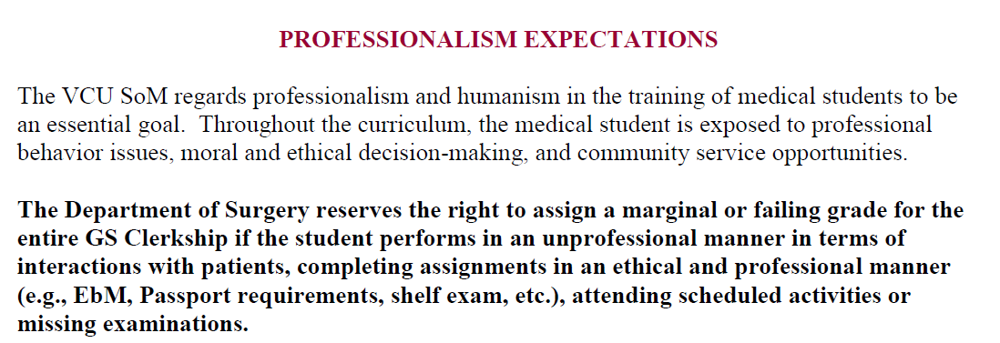 PROFESSIONALISM EXPECTATIONS
The VCU SoM regards professionalism and humanism in the training of medical students to be
an essential goal.  Throughout the curriculum, the medical student is exposed to professional
behavior issues, moral and ethical decision-making, and community service opportunities.
The Department of Surgery reserves the right to assign a marginal or failing grade for the
entire GS Clerkship if the student performs in an unprofessional manner in terms of
interactions with patients, completing assignments in an ethical and professional manner
(e.g., EbM, Passport requirements, shelf exam, etc.), attending scheduled activities or
missing examinations.